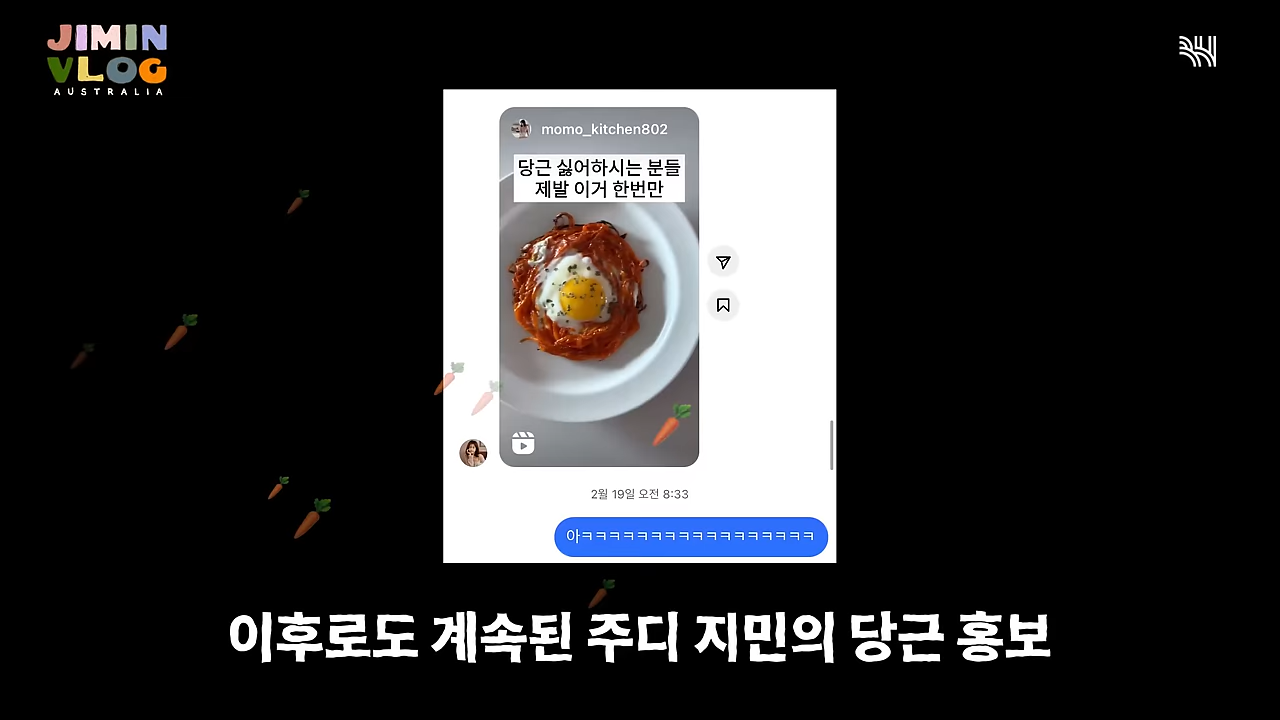 JIMIN
VLOG
AUSTRALIA
momo_kitchen802
당근 싫어하시는 분들
제발 이거 한번만
2월 19일 오전 8:33
아ㅋㅋㅋㅋㅋㅋㅋㅋㅋㅋㅋㅋㅋㅋㅋㅋㅋ
이후로도 계속된 주디 지민의 당근 홍보